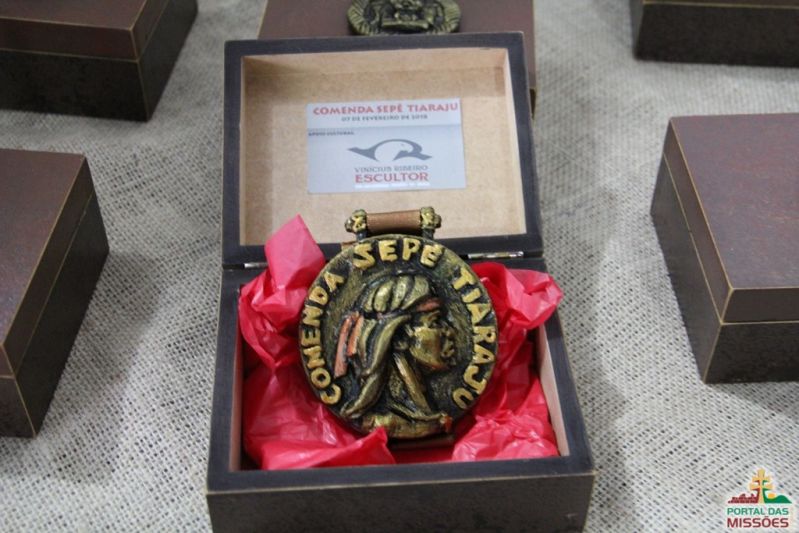 COMENDA SEPÉ TIARAJU
07 DE FEVEREIRO DE 2018
APOIO CULTURAL
VINICIUS RIBEIRO
ESCULTOR
COMENDA SEPÉ TIARAJU
PORTAL DAS
MISSÕES